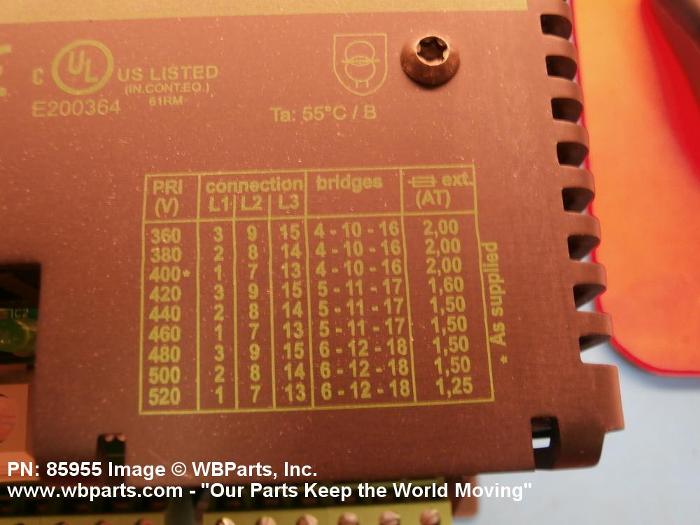 c UL US LISTED
(IN.CONT.EQ.)
E200364 61RM
Ta: 55°C / B
PRI connection bridges ext.
(V) L1 L2 L3 (AT)
360 3 9 15 4 - 10 - 16 2,00
380 2 8 14 4 - 10 - 16 2,00
400* 1 7 13 4 - 10 - 16 2,00
420 3 9 15 5 - 11 - 17 1,60
440 2 8 14 5 - 11 - 17 1,50
460 1 7 13 5 - 11 - 17 1,50
480 3 9 15 6 - 12 - 18 1,50
500 2 8 14 6 - 12 - 18 1,50
520 1 7 13 6 - 12 - 18 1,25
* As supplied
PN: 85955 Image © WBParts, Inc.
www.wbparts.com - "Our Parts Keep the World Moving"